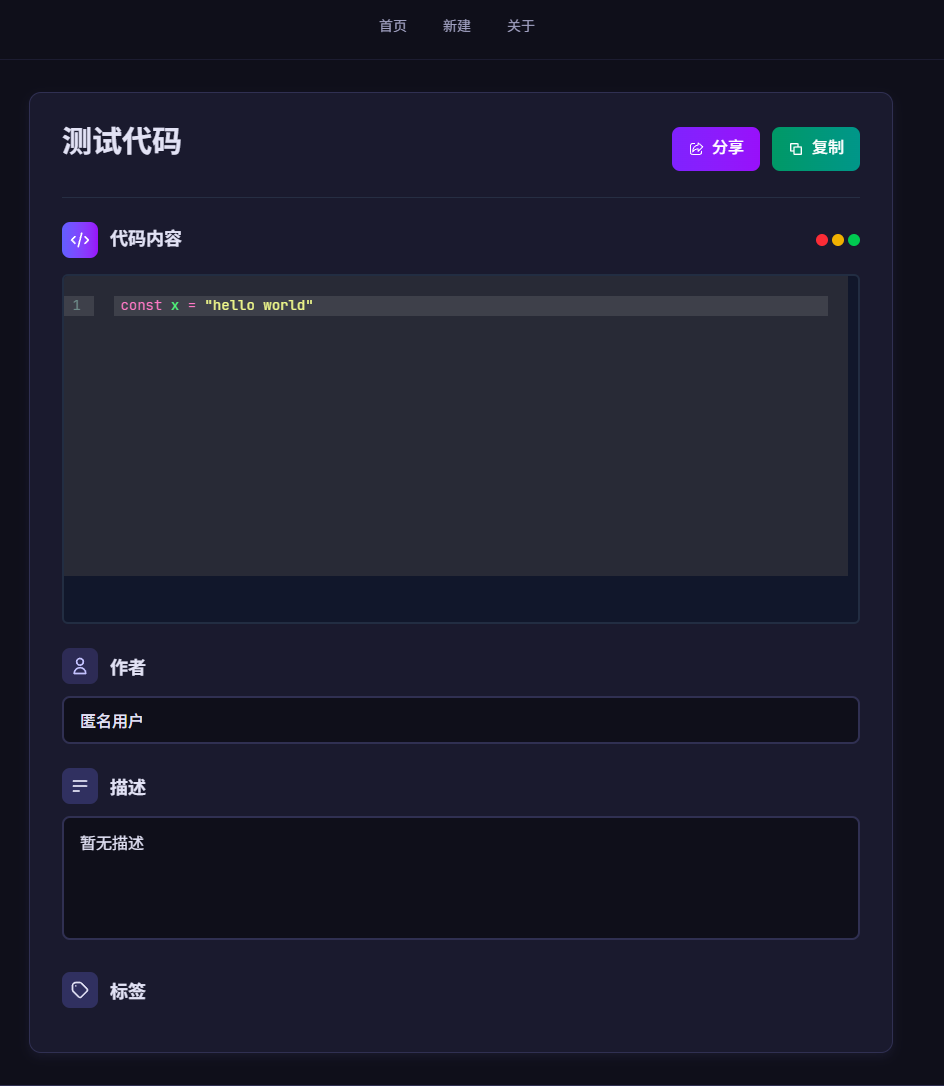 首页 新建 关于
测试代码
分享 复制
代码内容
1 const x = "hello world"
作者
匿名用户
描述
暂无描述
标签